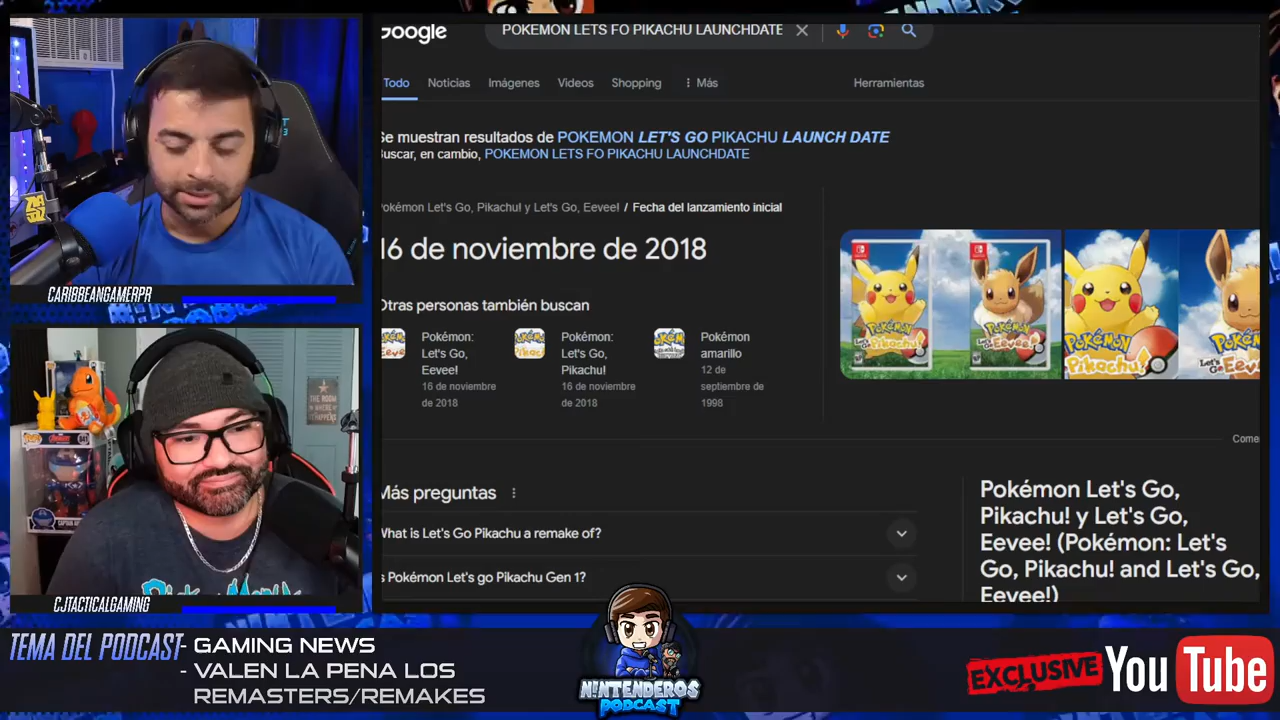 Google
POKEMON LETS FO PIKACHU LAUNCHDATE
Todo
Noticias
Imágenes
Videos
Shopping
Más
Herramientas
Se muestran resultados de POKEMON LET'S GO PIKACHU LAUNCH DATE
Buscar, en cambio, POKEMON LETS FO PIKACHU LAUNCHDATE
Pokémon Let's Go, Pikachu! y Let's Go, Eevee! / Fecha del lanzamiento inicial
16 de noviembre de 2018
Otras personas también buscan
Pokémon:
Let's Go,
Eevee!
16 de noviembre
de 2018
Pokémon:
Let's Go,
Pikachu!
16 de noviembre
de 2018
Pokémon
amarillo
12 de
septiembre de
1998
Come
Más preguntas
What is Let's Go Pikachu a remake of?
Is Pokémon Let's go Pikachu Gen 1?
Pokémon Let's Go,
Pikachu! y Let's Go,
Eevee! (Pokémon: Let's
Go, Pikachu! and Let's Go,
Eevee!)
CARIBBEANGAMERPR
CJTACTICALGAMING
TEMA DEL PODCAST- GAMING NEWS
- VALEN LA PENA LOS
REMASTERS/REMAKES
N!NTENDEROS
PODCAST
EXCLUSIVE YouTube